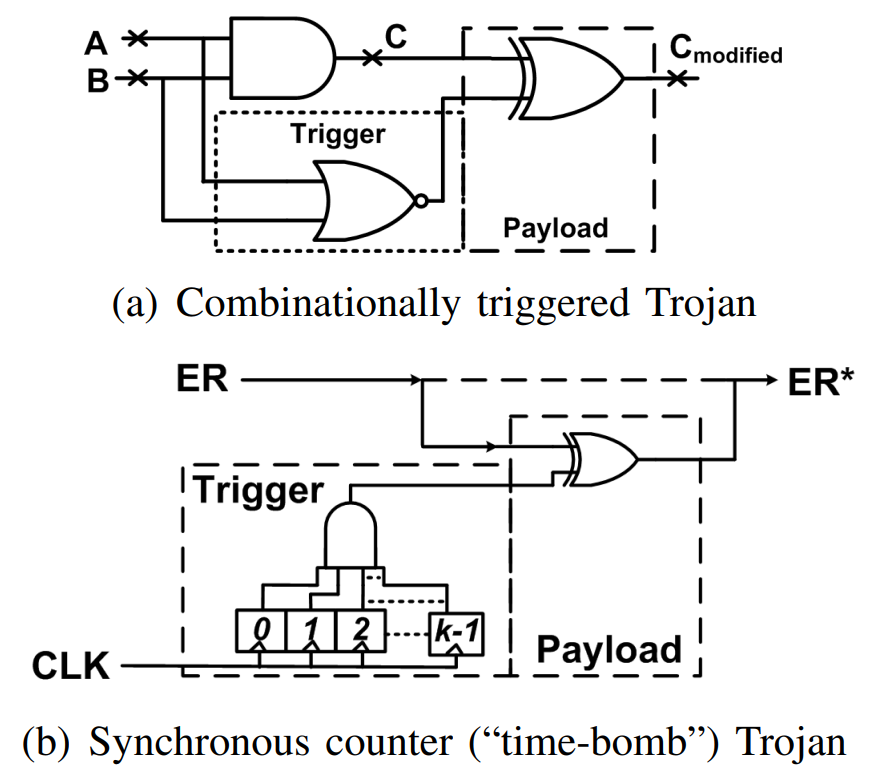 A
C
C modified
B
Trigger
Payload
(a) Combinationally triggered Trojan
ER
ER*
Trigger
0 1 2 k-1
Payload
CLK
(b) Synchronous counter (“time-bomb”) Trojan